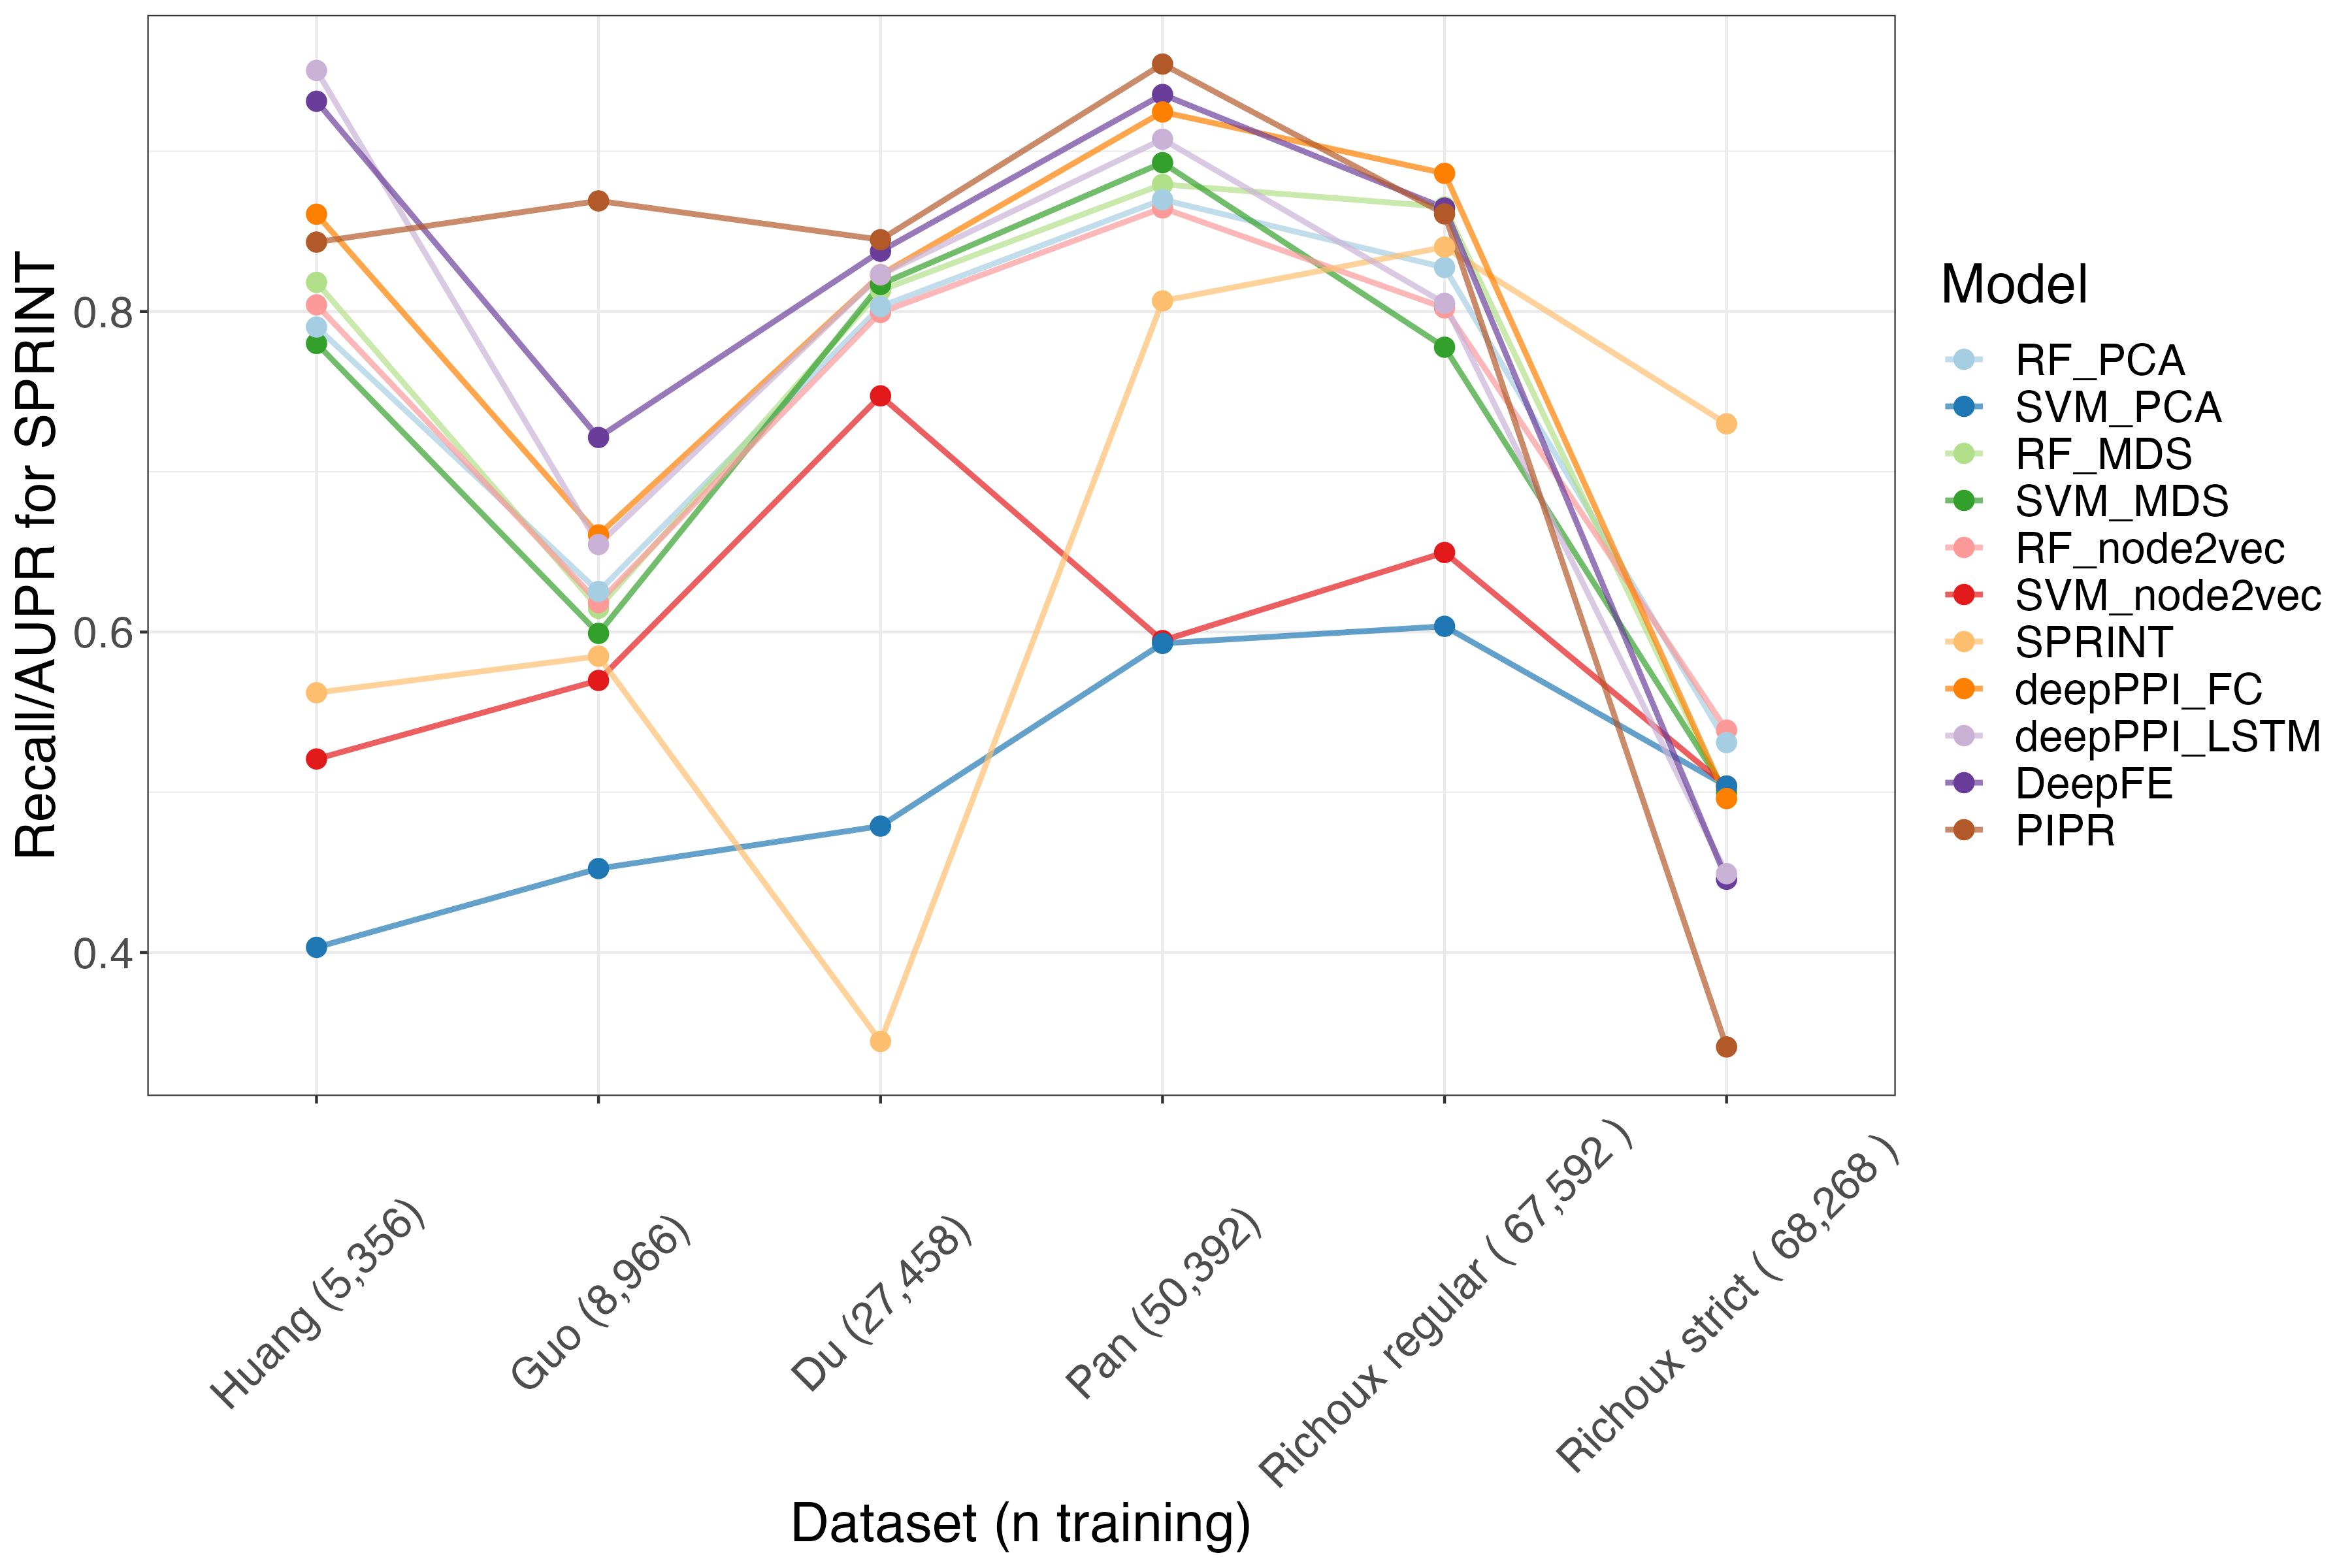 Recall/AUPR for SPRINT
0.8
0.6
0.4
Huang (5,356)
Guo (8,966)
Du (27,458)
Pan (50,392)
Richoux regular ( 67,592 )
Richoux strict ( 68,268 )
Dataset (n training)
Model
RF_PCA
SVM_PCA
RF_MDS
SVM_MDS
RF_node2vec
SVM_node2vec
SPRINT
deepPPI_FC
deepPPI_LSTM
DeepFE
PIPR